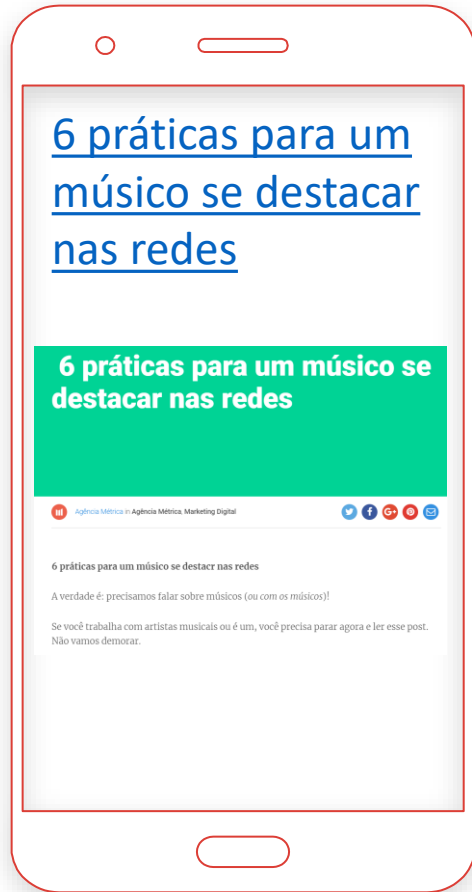 6 práticas para um
músico se destacar
nas redes
6 práticas para um músico se
destacar nas redes
Agência Métrica in Agência Métrica, Marketing Digital
6 práticas para um músico se destacr nas redes
A verdade é: precisamos falar sobre músicos (ou com os músicos)!
Se você trabalha com artistas musicais ou é um, você precisa parar agora e ler esse post.
Não vamos demorar.